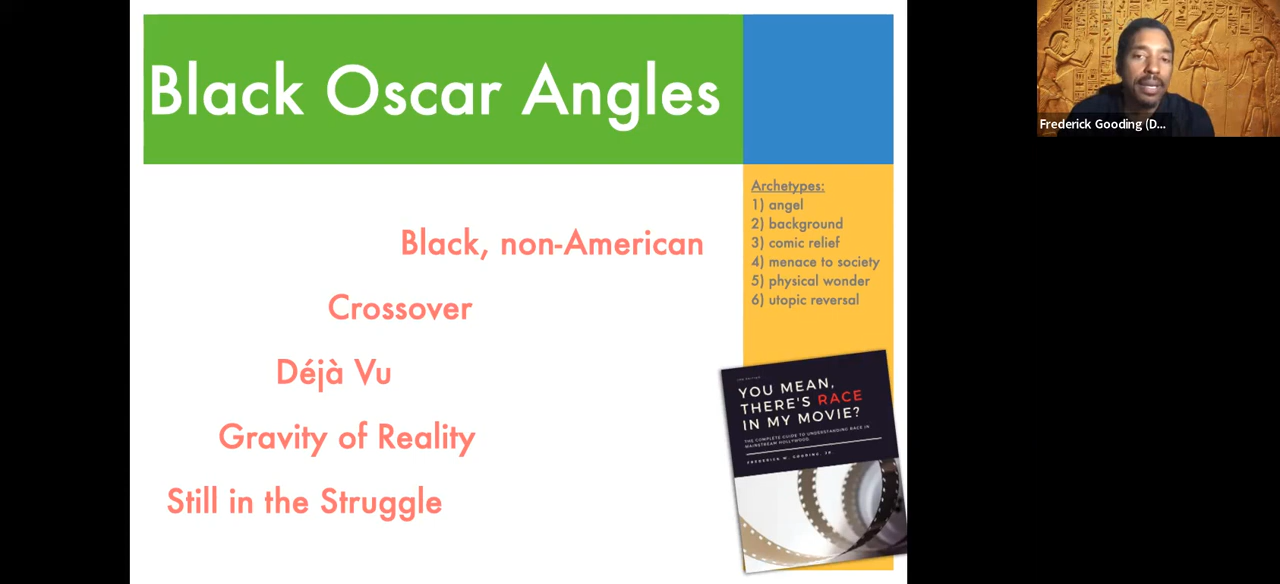 Black Oscar Angles
Black, non-American
Crossover
Déjà Vu
Gravity of Reality
Still in the Struggle
Archetypes:
1) angel
2) background
3) comic relief
4) menace to society
5) physical wonder
6) utopic reversal
YOU MEAN,
THERE'S RACE
IN MY MOVIE?
THE COMPLETE GUIDE TO UNDERSTANDING RACE IN
MAINSTREAM HOLLYWOOD
FREDERICK W. GOODING, JR.
Frederick Gooding (D...